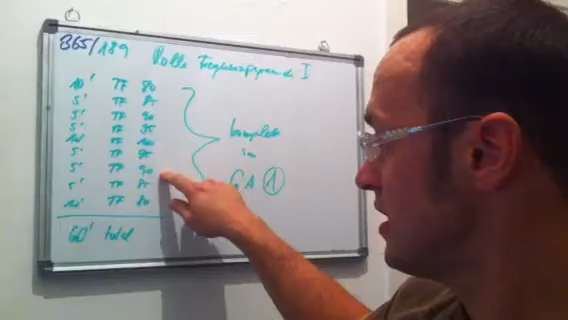 365/189 Rolle Frequenzpyramide I
10' TF 80
5' TF 85
5' TF 90
5' TF 95
10' TF 100
5' TF 95
5' TF 90
5' TF 85
10' TF 80
komplett
im
GA 1
60' total